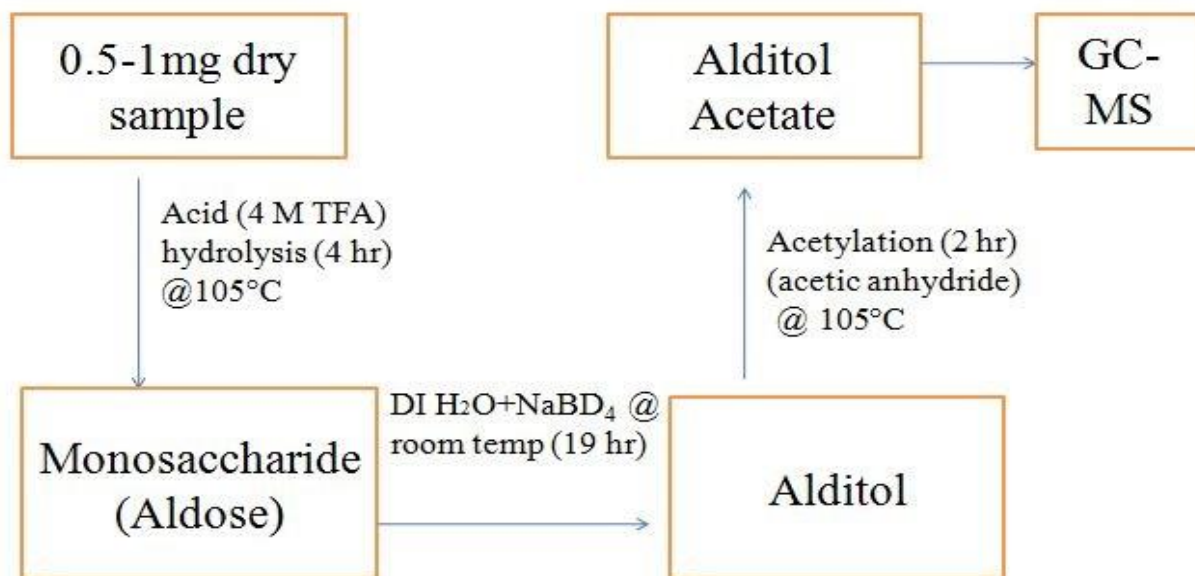 0.5-1mg dry
sample
Acid (4 M TFA)
hydrolysis (4 hr)
@105°C
Monosaccharide
(Aldose)
DI H₂O+NaBD₄ @
room temp (19 hr)
Alditol
Acetylation (2 hr)
(acetic anhydride)
@ 105°C
Alditol
Acetate
GC-
MS